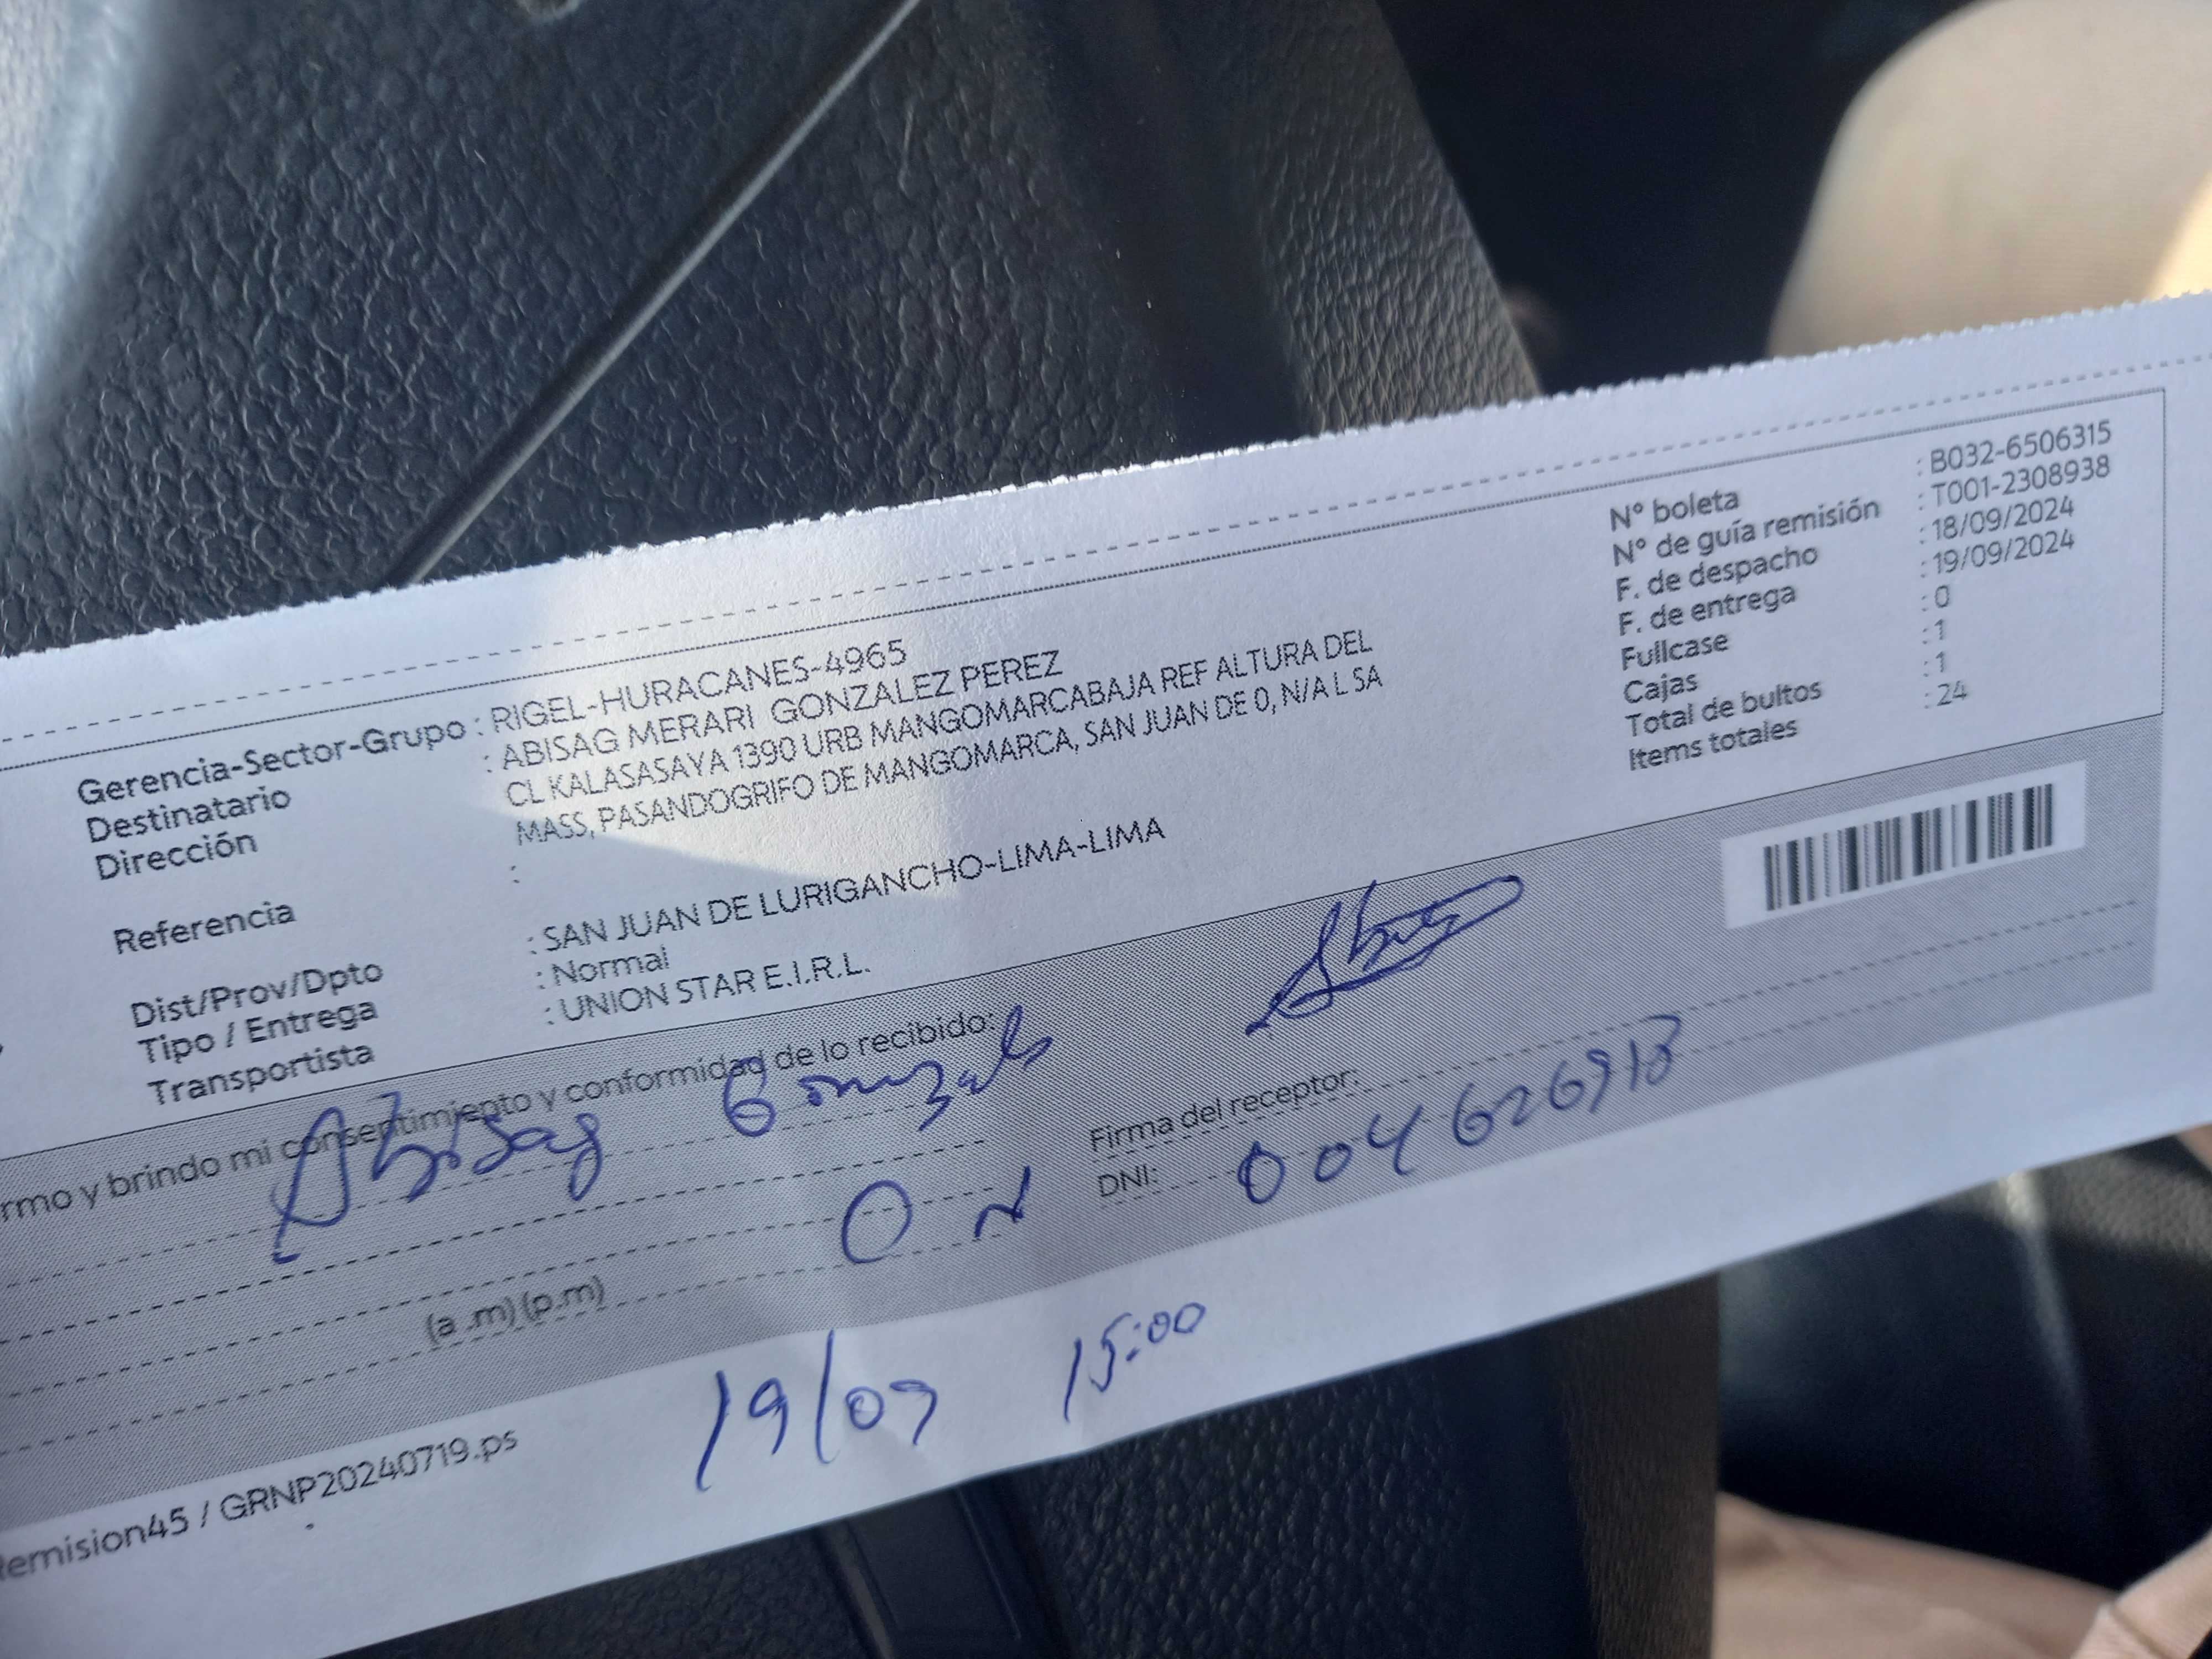 Gerencia-Sector-Grupo : RIGEL-HURACANES-4965
Destinatario : ABISAG MERARI GONZALEZ PEREZ
Dirección : CL KALASASAYA 1390 URB MANGOMARCABAJA REF ALTURA DEL
MASS, PASANDOGRIFO DE MANGOMARCA, SAN JUAN DE 0, N/A L SA
Referencia :
Dist/Prov/Dpto : SAN JUAN DE LURIGANCHO-LIMA-LIMA
Tipo / Entrega : Normal
Transportista : UNION STAR E.I.R.L.
N° boleta : B032-6506315
N° de guía remisión : T001-2308938
F. de despacho : 18/09/2024
F. de entrega : 19/09/2024
Fullcase : 0
Cajas : 1
Total de bultos : 1
Items totales : 24
rmo y brindo mi consentimiento y conformidad de lo recibido:
Abisag Gonzalez
Firma del receptor:
DNI: 004626913
(a .m) (p.m)
19/09 15:00
emision45 / GRNP20240719.ps